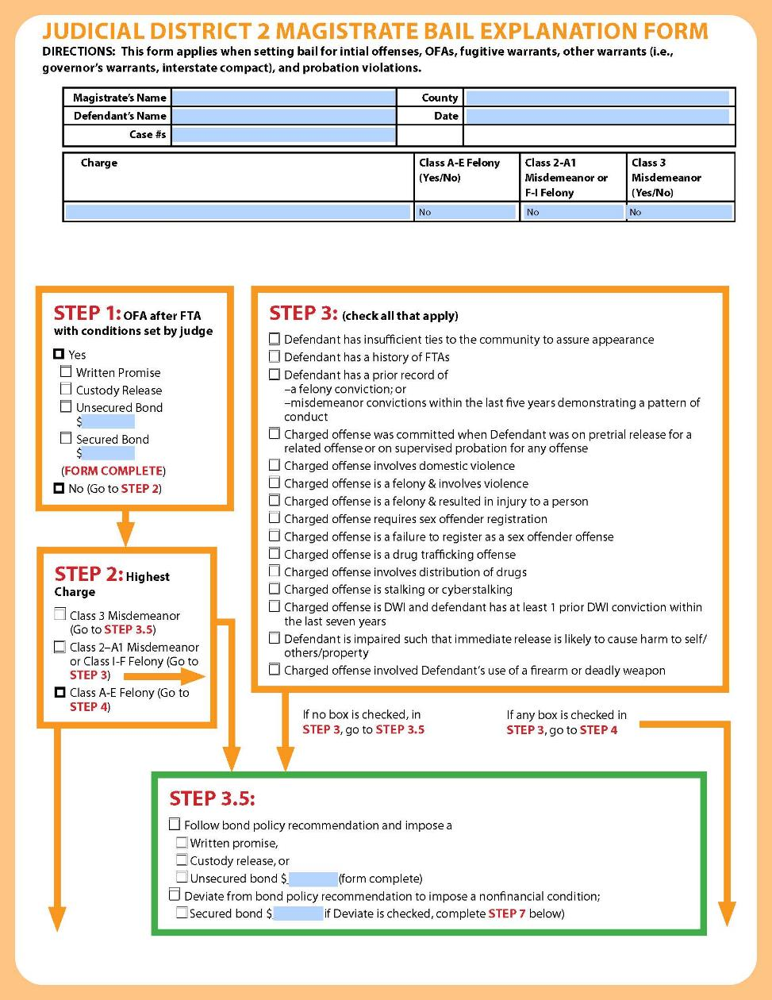 JUDICIAL DISTRICT 2 MAGISTRATE BAIL EXPLANATION FORM
DIRECTIONS: This form applies when setting bail for intial offenses, OFAs, fugitive warrants, other warrants (i.e.,
governor's warrants, interstate compact), and probation violations.
Magistrate's Name County
Defendant's Name Date
Case #s
Charge Class A-E Felony Class 2-A1 Class 3
(Yes/No) Misdemeanor or Misdemeanor
F-I Felony (Yes/No)
No No No
STEP 1: OFA after FTA
with conditions set by judge
Yes
Written Promise
Custody Release
Unsecured Bond
$
Secured Bond
$
(FORM COMPLETE)
No (Go to STEP 2)
STEP 2: Highest
Charge
Class 3 Misdemeanor
(Go to STEP 3.5)
Class 2–A1 Misdemeanor
or Class I-F Felony (Go to
STEP 3)
Class A-E Felony (Go to
STEP 4)
STEP 3: (check all that apply)
Defendant has insufficient ties to the community to assure appearance
Defendant has a history of FTAs
Defendant has a prior record of
–a felony conviction; or
–misdemeanor convictions within the last five years demonstrating a pattern of
conduct
Charged offense was committed when Defendant was on pretrial release for a
related offense or on supervised probation for any offense
Charged offense involves domestic violence
Charged offense is a felony & involves violence
Charged offense is a felony & resulted in injury to a person
Charged offense requires sex offender registration
Charged offense is a failure to register as a sex offender offense
Charged offense is a drug trafficking offense
Charged offense involves distribution of drugs
Charged offense is stalking or cyberstalking
Charged offense is DWI and defendant has at least 1 prior DWI conviction within
the last seven years
Defendant is impaired such that immediate release is likely to cause harm to self/
others/property
Charged offense involved Defendant's use of a firearm or deadly weapon
If no box is checked, in
STEP 3, go to STEP 3.5
If any box is checked in
STEP 3, go to STEP 4
STEP 3.5:
Follow bond policy recommendation and impose a
Written promise,
Custody release, or
Unsecured bond $ (form complete)
Deviate from bond policy recommendation to impose a nonfinancial condition;
Secured bond $ if Deviate is checked, complete STEP 7 below)